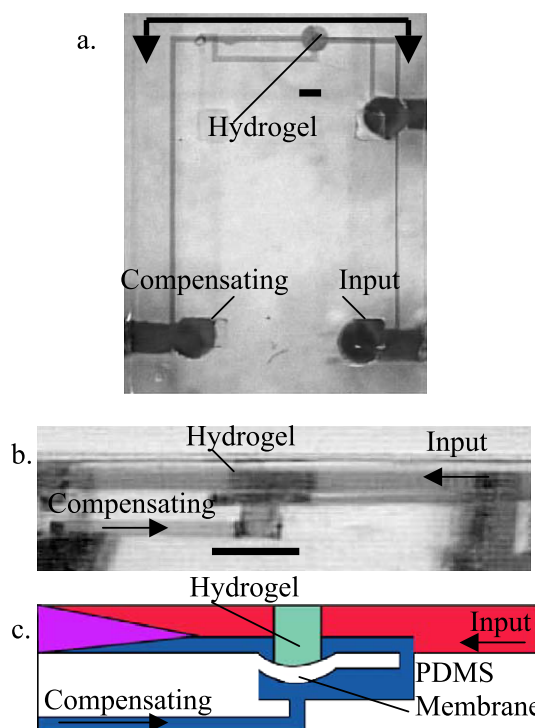 a.
Hydrogel
Compensating Input
b.
Hydrogel
Input
Compensating
Hydrogel
c.
Input
PDMS
Compensating
Membrane